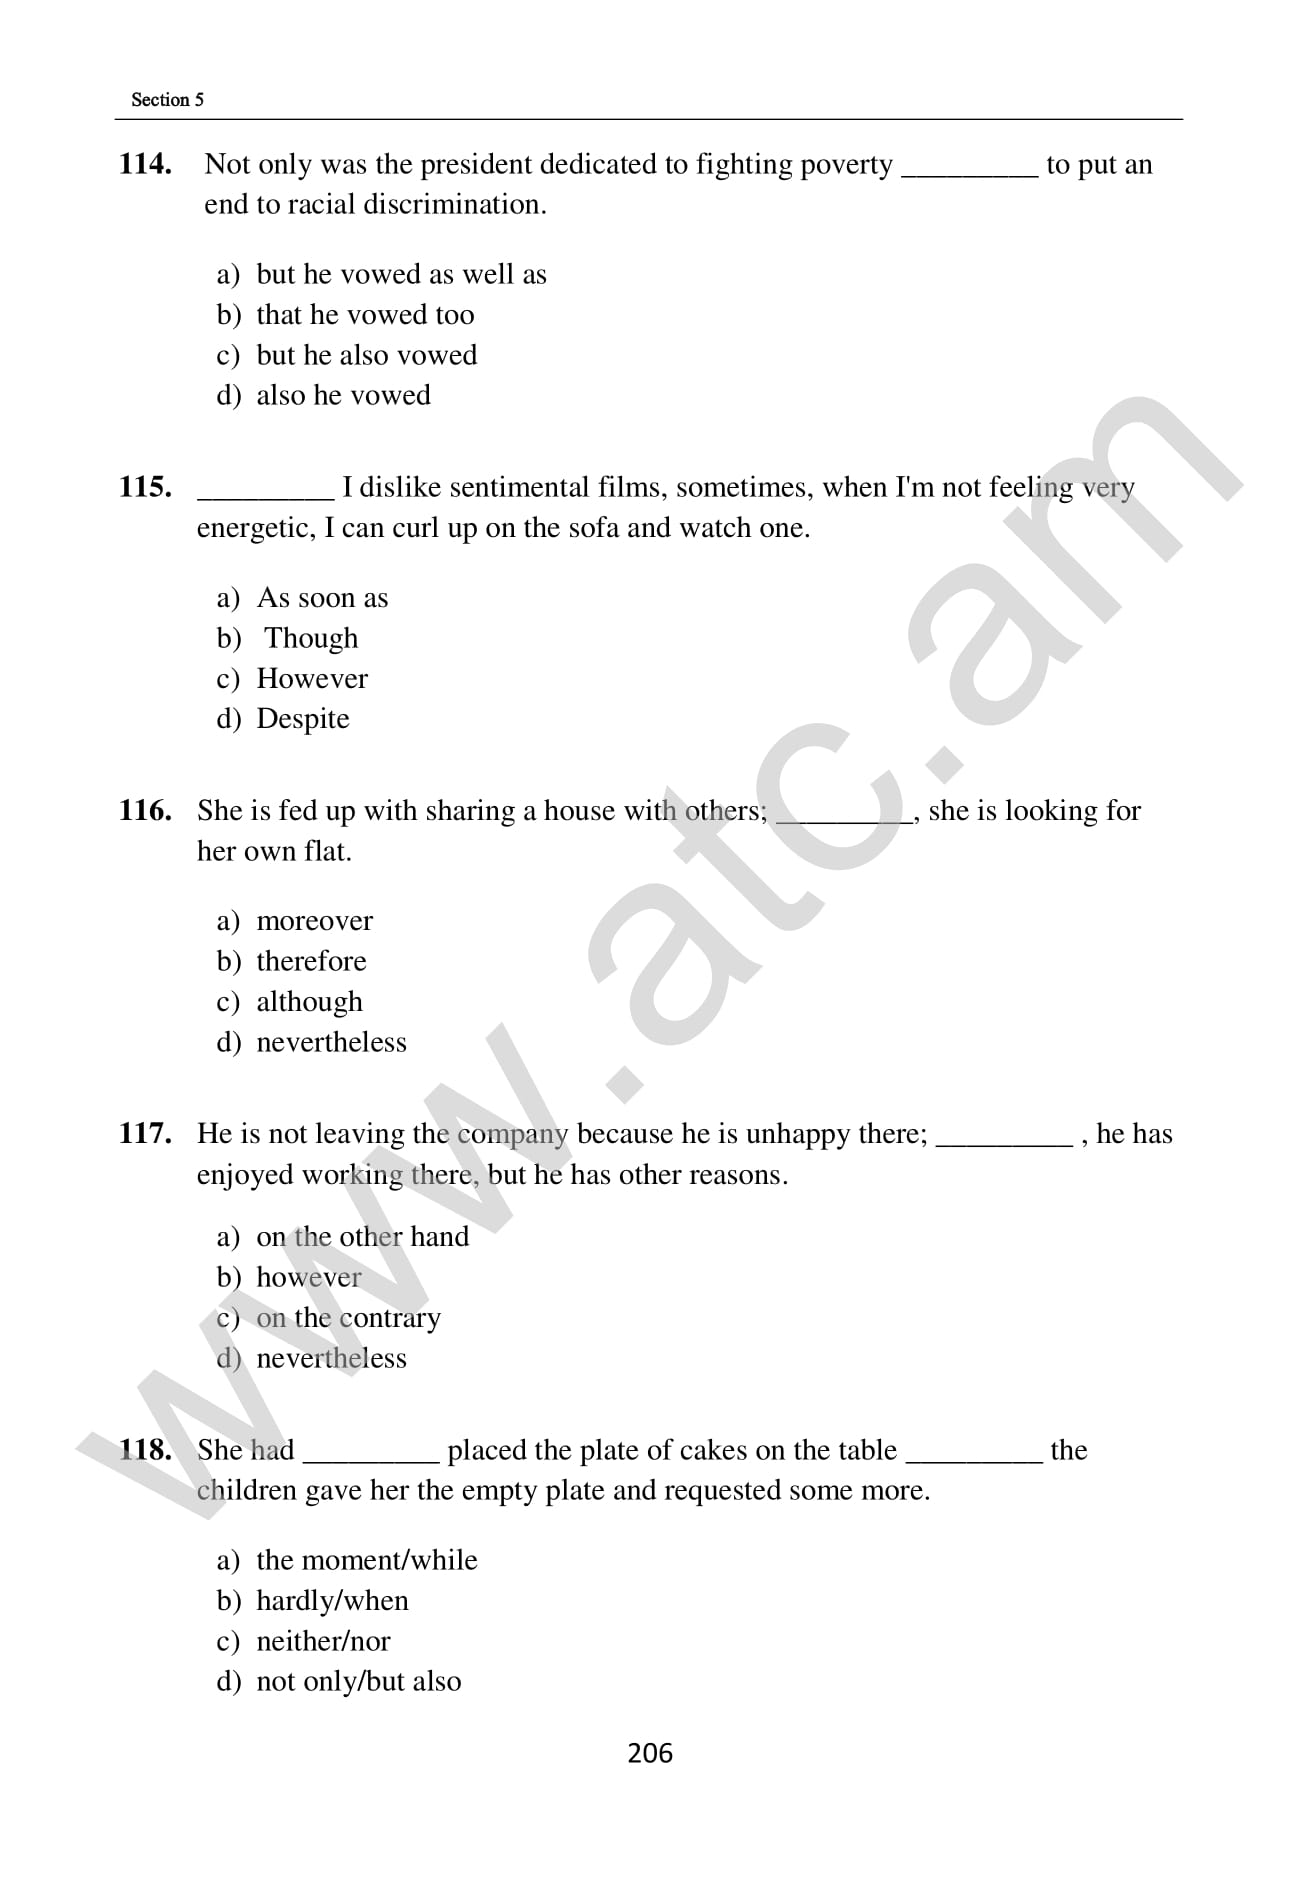 Section 5
114. Not only was the president dedicated to fighting poverty _________ to put an
end to racial discrimination.
a) but he vowed as well as
b) that he vowed too
c) but he also vowed
d) also he vowed
115. _________ I dislike sentimental films, sometimes, when I'm not feeling very
energetic, I can curl up on the sofa and watch one.
a) As soon as
b) Though
c) However
d) Despite
116. She is fed up with sharing a house with others; _________, she is looking for
her own flat.
a) moreover
b) therefore
c) although
d) nevertheless
117. He is not leaving the company because he is unhappy there; _________ , he has
enjoyed working there, but he has other reasons.
a) on the other hand
b) however
c) on the contrary
d) nevertheless
118. She had _________ placed the plate of cakes on the table _________ the
children gave her the empty plate and requested some more.
a) the moment/while
b) hardly/when
c) neither/nor
d) not only/but also
206
www.atc.am